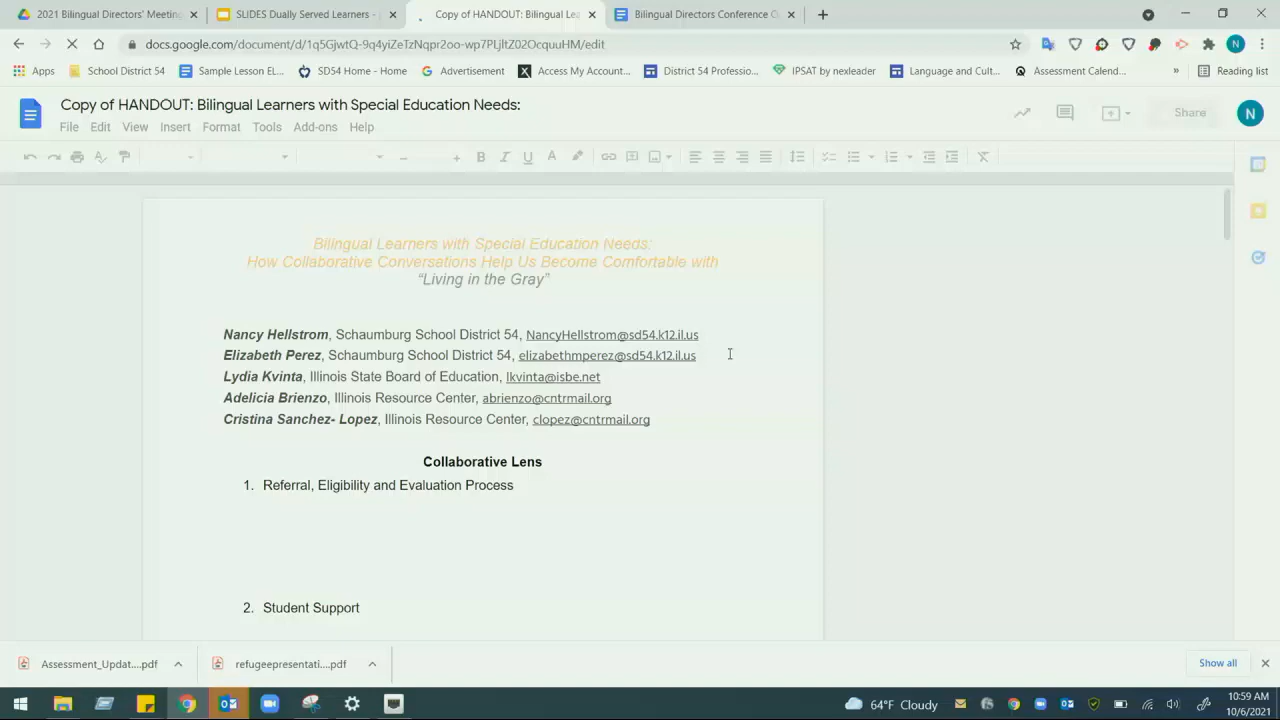 2021 Bilingual Directors' Meeting
SLIDES Dually Served Learners -
Copy of HANDOUT: Bilingual Lea
Bilingual Directors Conference
docs.google.com/document/d/1q5GjwtQ-9q4yiZeTzNqpr2oo-wp7PLjltZ02OcquuHM/edit
N
Apps
School District 54
Sample Lesson EL...
SD54 Home - Home
Advertisement
Access My Account...
District 54 Professio...
IPSAT by nexleader
Language and Cult...
Assessment Calend...
»
Reading list
Copy of HANDOUT: Bilingual Learners with Special Education Needs:
File Edit View Insert Format Tools Add-ons Help
Share
N
Bilingual Learners with Special Education Needs:
How Collaborative Conversations Help Us Become Comfortable with
“Living in the Gray”
Nancy Hellstrom, Schaumburg School District 54, NancyHellstrom@sd54.k12.il.us
Elizabeth Perez, Schaumburg School District 54, elizabethmperez@sd54.k12.il.us
Lydia Kvinta, Illinois State Board of Education, lkvinta@isbe.net
Adelicia Brienzo, Illinois Resource Center, abrienzo@cntrmail.org
Cristina Sanchez- Lopez, Illinois Resource Center, clopez@cntrmail.org
Collaborative Lens
1. Referral, Eligibility and Evaluation Process
2. Student Support
Assessment_Updat....pdf
refugeepresentati....pdf
Show all
64°F Cloudy
10:59 AM
10/6/2021